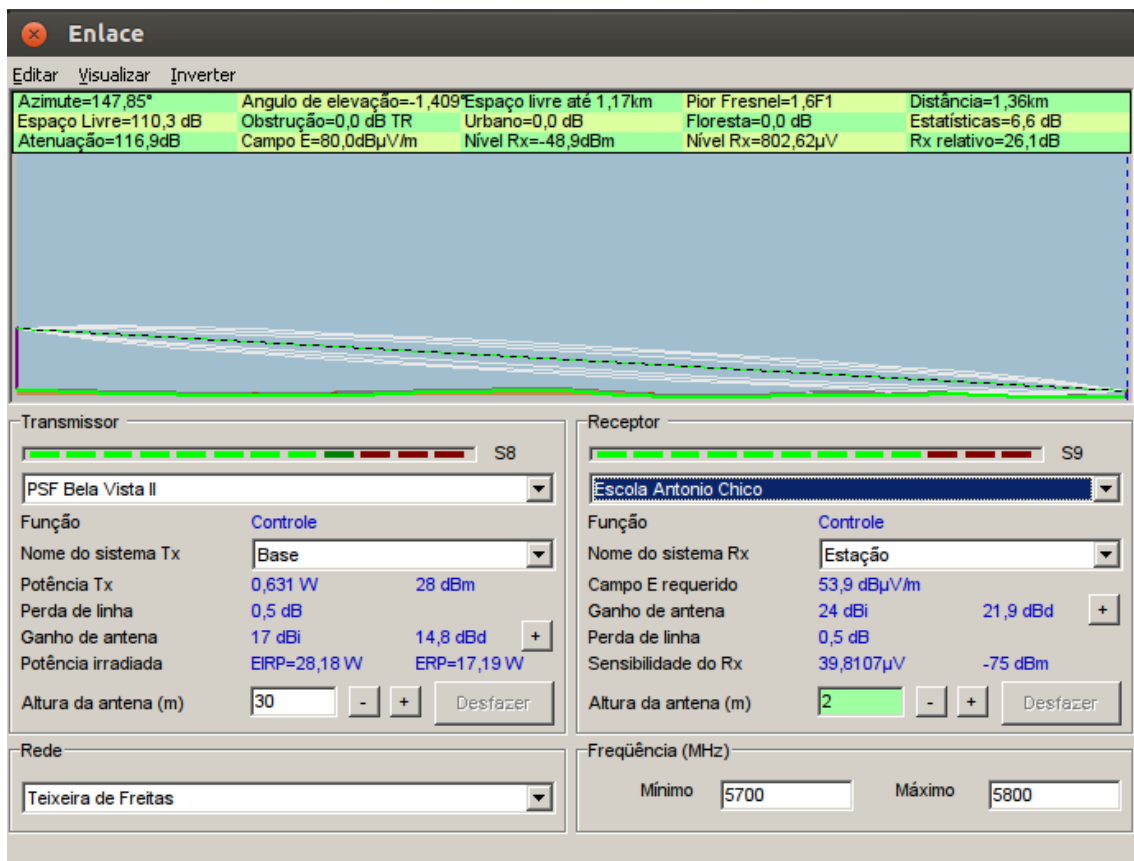 Enlace
Editar Visualizar Inverter
Azimute=147,85° Angulo de elevação=-1,409° Espaço livre até 1,17km Pior Fresnel=1,6F1 Distância=1,36km
Espaço Livre=110,3 dB Obstrução=0,0 dB TR Urbano=0,0 dB Floresta=0,0 dB Estatísticas=6,6 dB
Atenuação=116,9dB Campo E=80,0dBµV/m Nível Rx=-48,9dBm Nível Rx=802,62µV Rx relativo=26,1dB
Transmissor
S8
PSF Bela Vista II
Função Controle
Nome do sistema Tx Base
Potência Tx 0,631 W 28 dBm
Perda de linha 0,5 dB
Ganho de antena 17 dBi 14,8 dBd +
Potência irradiada EIRP=28,18 W ERP=17,19 W
Altura da antena (m) 30 - + Desfazer
Receptor
S9
Escola Antonio Chico
Função Controle
Nome do sistema Rx Estação
Campo E requerido 53,9 dBµV/m
Ganho de antena 24 dBi 21,9 dBd +
Perda de linha 0,5 dB
Sensibilidade do Rx 39,8107µV -75 dBm
Altura da antena (m) 2 - + Desfazer
Rede
Teixeira de Freitas
Freqüência (MHz)
Mínimo 5700 Máximo 5800